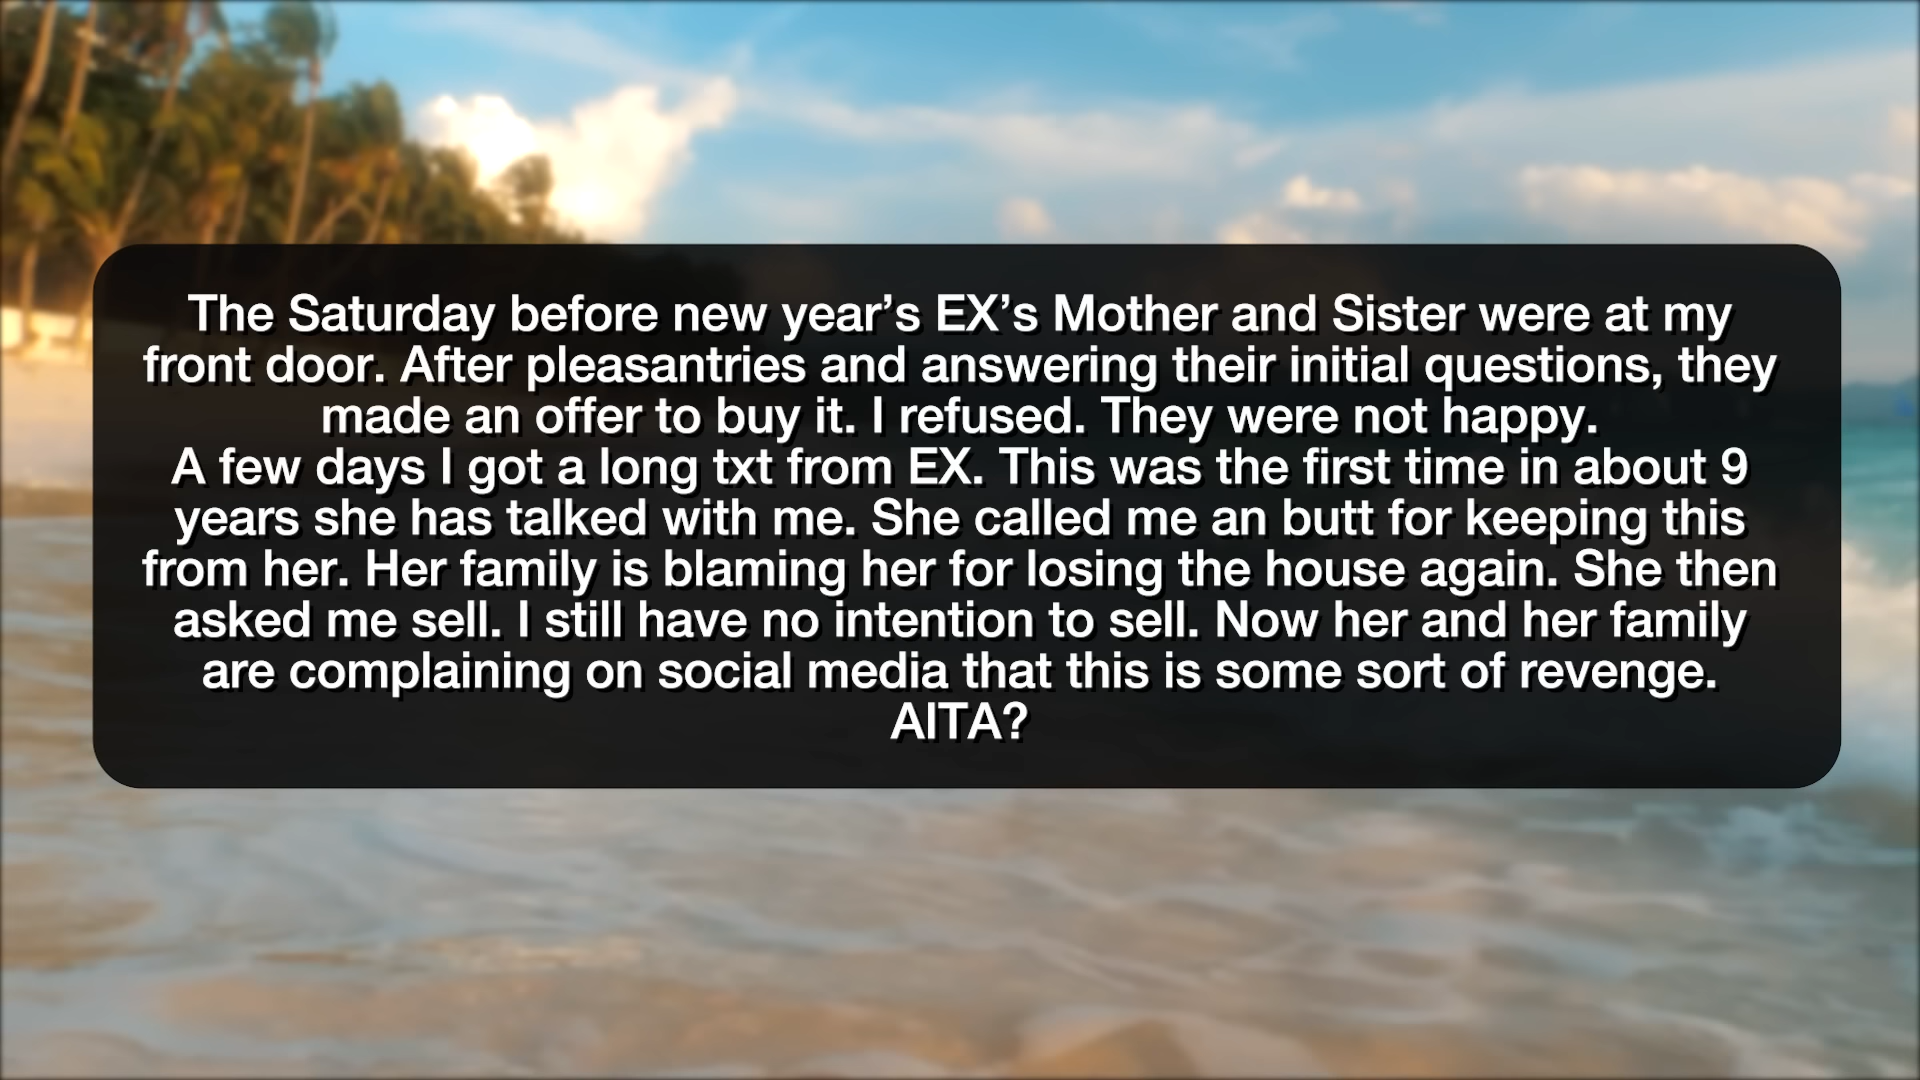 The Saturday before new year’s EX’s Mother and Sister were at my
front door. After pleasantries and answering their initial questions, they
made an offer to buy it. I refused. They were not happy.
A few days I got a long txt from EX. This was the first time in about 9
years she has talked with me. She called me an butt for keeping this
from her. Her family is blaming her for losing the house again. She then
asked me sell. I still have no intention to sell. Now her and her family
are complaining on social media that this is some sort of revenge.
AITA?